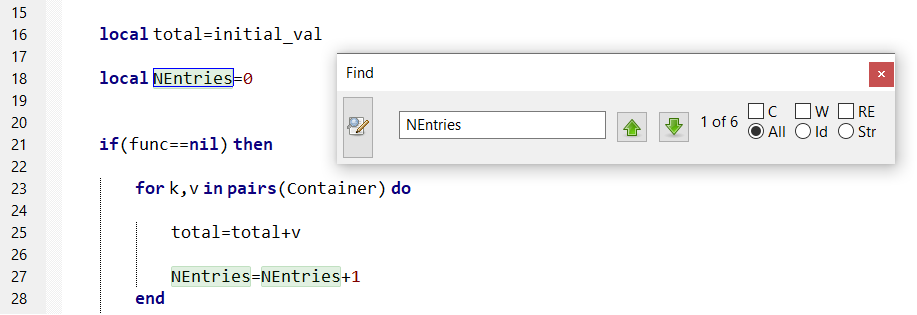 15
16 local total=initial_val
17
18 local NEntries=0
19
20
21 if(func==nil) then
22
23 for k,v in pairs(Container) do
24
25 total=total+v
26
27 NEntries=NEntries+1
28 end
Find
NEntries
1 of 6
C W RE
All Id Str